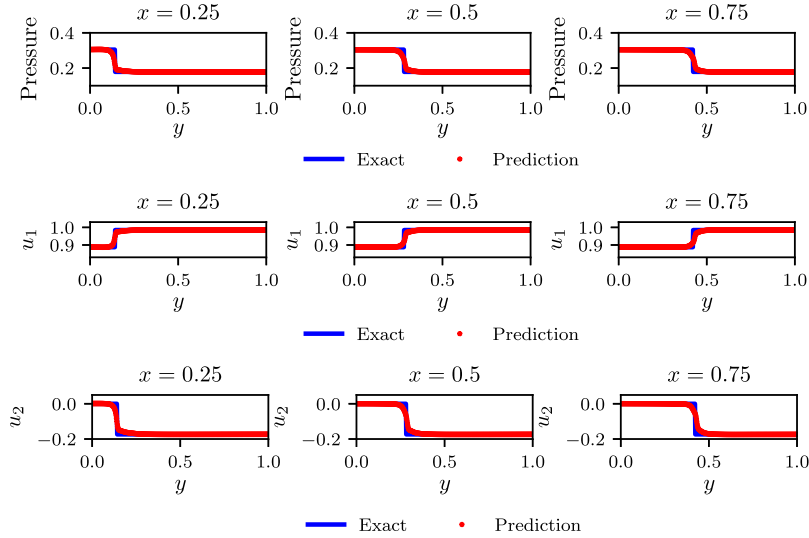 x = 0.25 x = 0.5 x = 0.75
0.4 0.4 0.4
Pressure Pressure Pressure
0.2 0.2 0.2
0.0 0.5 1.0 0.0 0.5 1.0 0.0 0.5 1.0
y y y
Exact Prediction
x = 0.25 x = 0.5 x = 0.75
1.0 1.0 1.0
u₁ u₁ u₁
0.9 0.9 0.9
0.0 0.5 1.0 0.0 0.5 1.0 0.0 0.5 1.0
y y y
Exact Prediction
x = 0.25 x = 0.5 x = 0.75
0.0 0.0 0.0
u₂ u₂ u₂
−0.2 −0.2 −0.2
0.0 0.5 1.0 0.0 0.5 1.0 0.0 0.5 1.0
y y y
Exact Prediction